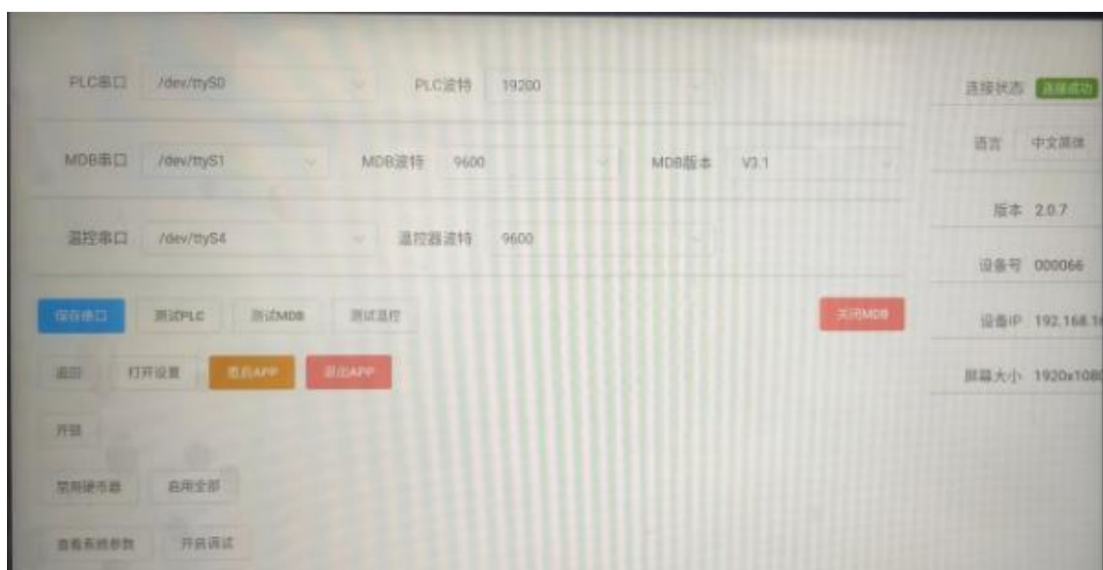 PLC串口 /dev/ttyS0 PLC波特 19200
连接状态 连接成功
MDB串口 /dev/ttyS1 MDB波特 9600 MDB版本 V3.1
语言 中文简体
版本 2.0.7
温控串口 /dev/ttyS4 温控器波特 9600
设备号 000066
保存串口 测试PLC 测试MDB 测试温控 关闭MDB
设备IP 192.168.1
返回 打开设置 重启APP 退出APP
屏幕大小 1920x1080
开锁
禁用硬币器 启用全部
查看系统参数 开启调试